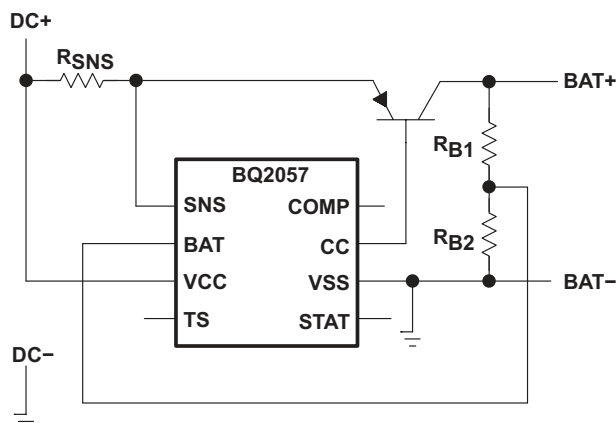 DC+
RSNS
BAT+
RB1
BQ2057
SNS
COMP
BAT
CC
RB2
VCC
VSS
BAT−
TS
STAT
DC−